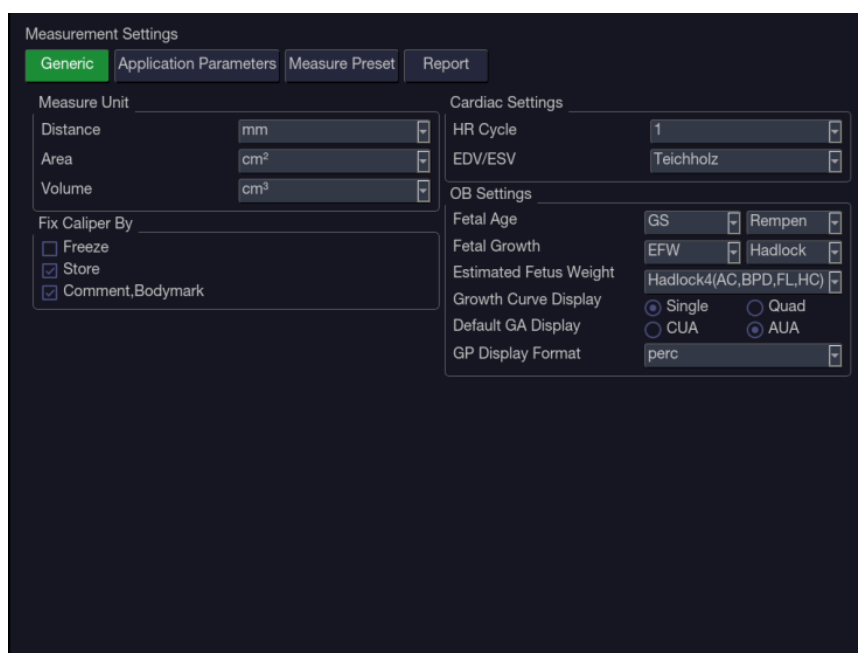 Measurement Settings
Generic Application Parameters Measure Preset Report
Measure Unit
Distance mm
Area cm²
Volume cm³
Fix Caliper By
Freeze
Store
Comment,Bodymark
Cardiac Settings
HR Cycle 1
EDV/ESV Teichholz
OB Settings
Fetal Age GS Rempen
Fetal Growth EFW Hadlock
Estimated Fetus Weight Hadlock4(AC,BPD,FL,HC)
Growth Curve Display Single Quad
Default GA Display CUA AUA
GP Display Format perc